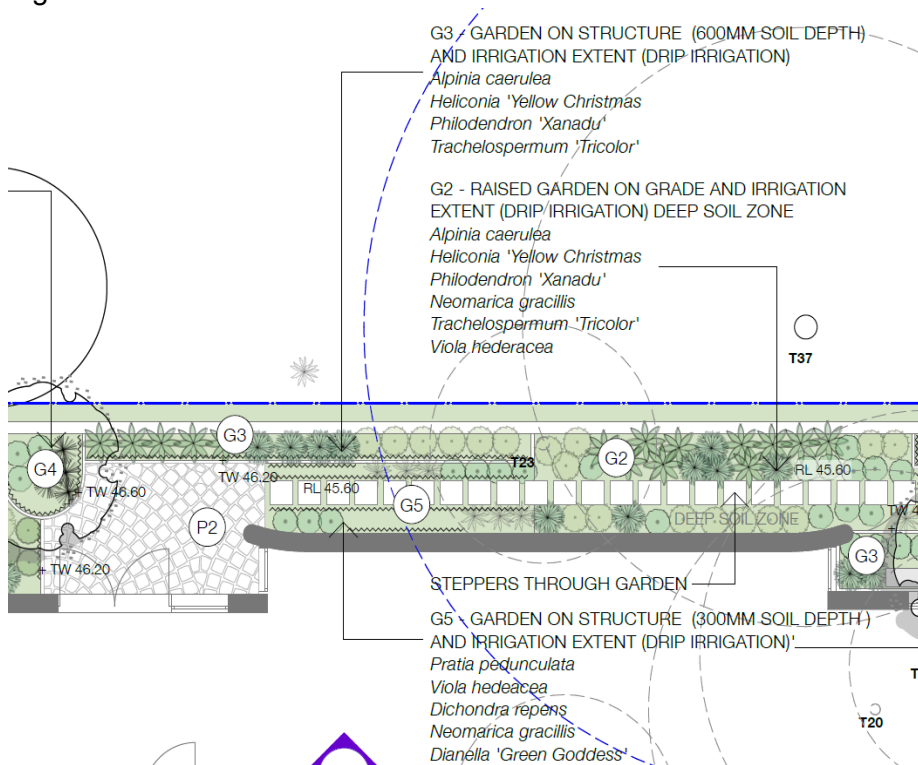 G3 - GARDEN ON STRUCTURE (600MM SOIL DEPTH)
AND IRRIGATION EXTENT (DRIP IRRIGATION)
Alpinia caerulea
Heliconia 'Yellow Christmas
Philodendron 'Xanadu'
Trachelospermum 'Tricolor'
G2 - RAISED GARDEN ON GRADE AND IRRIGATION
EXTENT (DRIP IRRIGATION) DEEP SOIL ZONE
Alpinia caerulea
Heliconia 'Yellow Christmas
Philodendron 'Xanadu'
Neomarica gracillis
Trachelospermum 'Tricolor'
Viola hederacea
T37
G3
G4
TW 46.20
T23
G2
RL 45.60
+ TW 46.60
RL 45.60
G5
P2
DEEP SOIL ZONE
G3
+ TW 46.20
STEPPERS THROUGH GARDEN
G5 - GARDEN ON STRUCTURE (300MM SOIL DEPTH )
AND IRRIGATION EXTENT (DRIP IRRIGATION)'
Pratia pedunculata
Viola hedeacea
Dichondra repens
Neomarica gracillis
Dianella 'Green Goddess'
T20